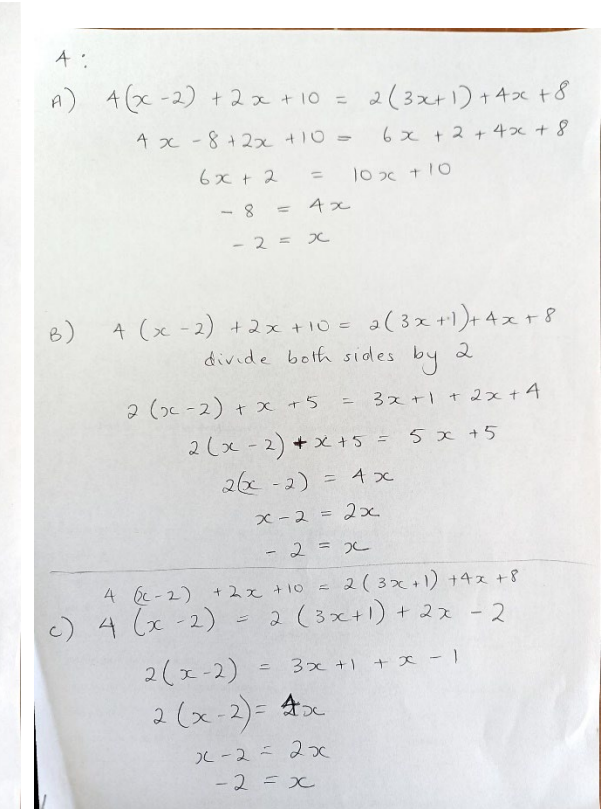 4 :
A) 4(x - 2) + 2x + 10 = 2(3x + 1) + 4x + 8
4x - 8 + 2x + 10 = 6x + 2 + 4x + 8
6x + 2 = 10x + 10
- 8 = 4x
- 2 = x
B) 4(x - 2) + 2x + 10 = 2(3x + 1) + 4x + 8
divide both sides by 2
2(x - 2) + x + 5 = 3x + 1 + 2x + 4
2(x - 2) + x + 5 = 5x + 5
2(x - 2) = 4x
x - 2 = 2x
- 2 = x
4(x - 2) + 2x + 10 = 2(3x + 1) + 4x + 8
c) 4(x - 2) = 2(3x + 1) + 2x - 2
2(x - 2) = 3x + 1 + x - 1
2(x - 2) = 4x
x - 2 = 2x
- 2 = x